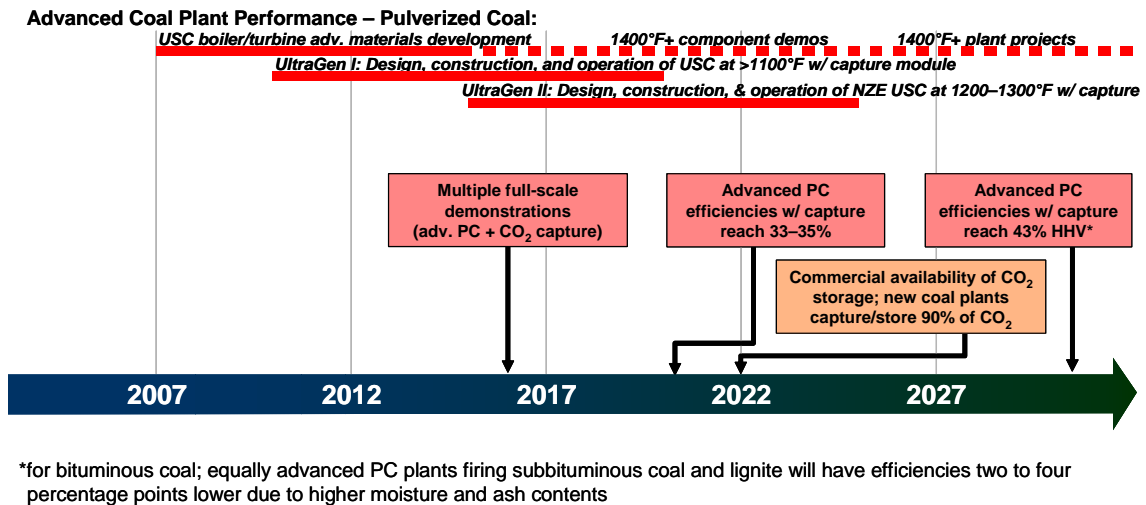 Advanced Coal Plant Performance – Pulverized Coal:
USC boiler/turbine adv. materials development
1400°F+ component demos
1400°F+ plant projects
UltraGen I: Design, construction, and operation of USC at >1100°F w/ capture module
UltraGen II: Design, construction, & operation of NZE USC at 1200–1300°F w/ capture
Multiple full-scale
demonstrations
(adv. PC + CO2 capture)
Advanced PC
efficiencies w/ capture
reach 33–35%
Advanced PC
efficiencies w/ capture
reach 43% HHV*
Commercial availability of CO2
storage; new coal plants
capture/store 90% of CO2
2007
2012
2017
2022
2027
*for bituminous coal; equally advanced PC plants firing subbituminous coal and lignite will have efficiencies two to four
percentage points lower due to higher moisture and ash contents